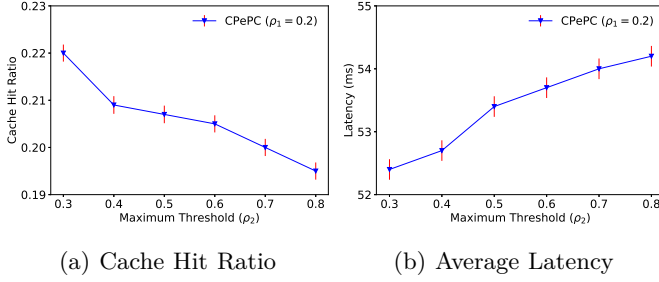 0.23
0.22
0.21
0.20
0.19
Cache Hit Ratio
CPePC (ρ₁ = 0.2)
0.3 0.4 0.5 0.6 0.7 0.8
Maximum Threshold (ρ₂)
(a) Cache Hit Ratio
55
54
53
52
Latency (ms)
CPePC (ρ₁ = 0.2)
0.3 0.4 0.5 0.6 0.7 0.8
Maximum Threshold (ρ₂)
(b) Average Latency